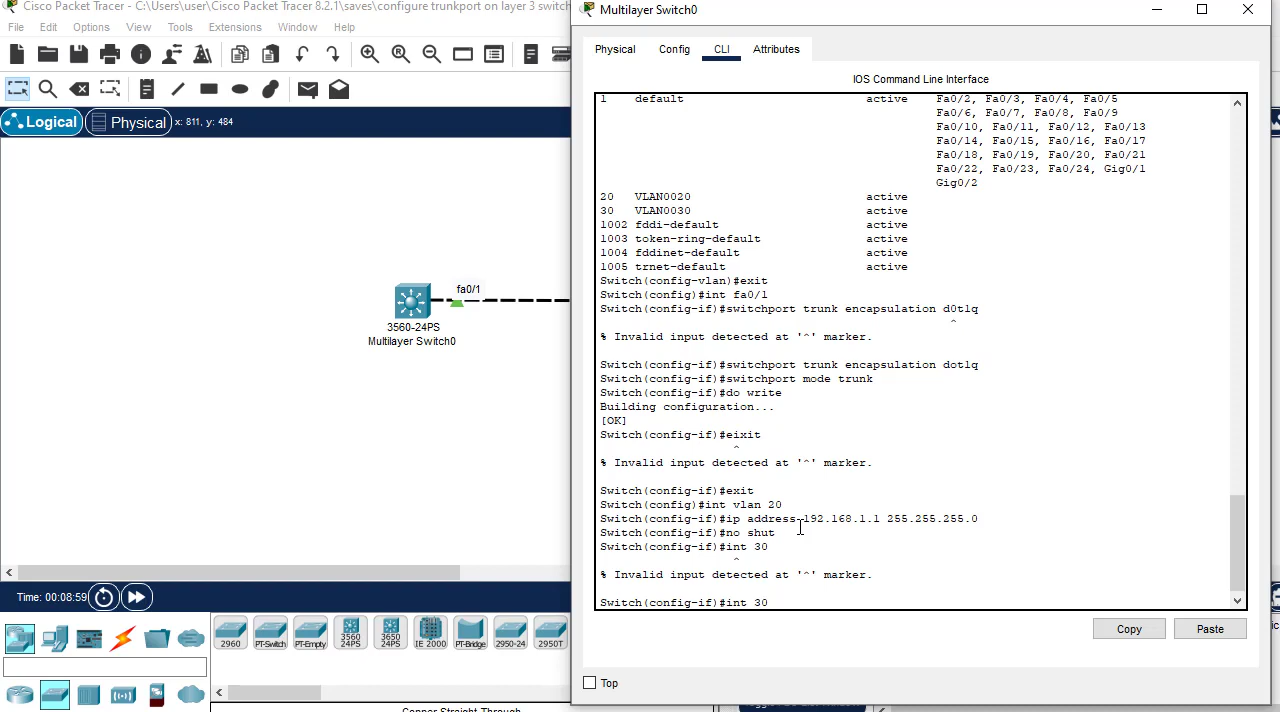 Cisco Packet Tracer - C:\Users\user\Cisco Packet Tracer 8.2.1\saves\configure trunkport on layer 3 switch
File Edit Options View Tools Extensions Window Help
Logical Physical x: 811, y: 484
fa0/1
3560-24PS
Multilayer Switch0
Time: 00:08:59
2960 PT-Switch PT-Empty 3560 24PS 3650 24PS IE 2000 PT-Bridge 2950-24 2950T
Copper Straight-Through
Multilayer Switch0
Physical Config CLI Attributes
IOS Command Line Interface
1 default active Fa0/2, Fa0/3, Fa0/4, Fa0/5
Fa0/6, Fa0/7, Fa0/8, Fa0/9
Fa0/10, Fa0/11, Fa0/12, Fa0/13
Fa0/14, Fa0/15, Fa0/16, Fa0/17
Fa0/18, Fa0/19, Fa0/20, Fa0/21
Fa0/22, Fa0/23, Fa0/24, Gig0/1
Gig0/2
20 VLAN0020 active
30 VLAN0030 active
1002 fddi-default active
1003 token-ring-default active
1004 fddinet-default active
1005 trnet-default active
Switch(config-vlan)#exit
Switch(config)#int fa0/1
Switch(config-if)#switchport trunk encapsulation d0t1q
^
% Invalid input detected at '^' marker.
Switch(config-if)#switchport trunk encapsulation dot1q
Switch(config-if)#switchport mode trunk
Switch(config-if)#do write
Building configuration...
[OK]
Switch(config-if)#eixit
^
% Invalid input detected at '^' marker.
Switch(config-if)#exit
Switch(config)#int vlan 20
Switch(config-if)#ip address 192.168.1.1 255.255.255.0
Switch(config-if)#no shut
Switch(config-if)#int 30
^
% Invalid input detected at '^' marker.
Switch(config-if)#int 30
Copy Paste
Top